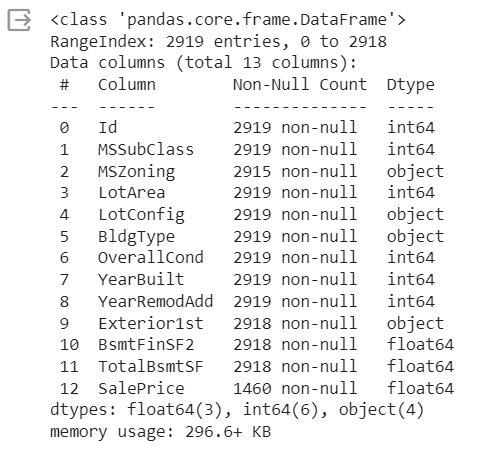 <class 'pandas.core.frame.DataFrame'>
RangeIndex: 2919 entries, 0 to 2918
Data columns (total 13 columns):
 #   Column        Non-Null Count  Dtype
---  ------        --------------  -----
 0   Id            2919 non-null   int64
 1   MSSubClass    2919 non-null   int64
 2   MSZoning      2915 non-null   object
 3   LotArea       2919 non-null   int64
 4   LotConfig     2919 non-null   object
 5   BldgType      2919 non-null   object
 6   OverallCond   2919 non-null   int64
 7   YearBuilt     2919 non-null   int64
 8   YearRemodAdd  2919 non-null   int64
 9   Exterior1st   2918 non-null   object
 10  BsmtFinSF2    2918 non-null   float64
 11  TotalBsmtSF   2918 non-null   float64
 12  SalePrice     1460 non-null   float64
dtypes: float64(3), int64(6), object(4)
memory usage: 296.6+ KB